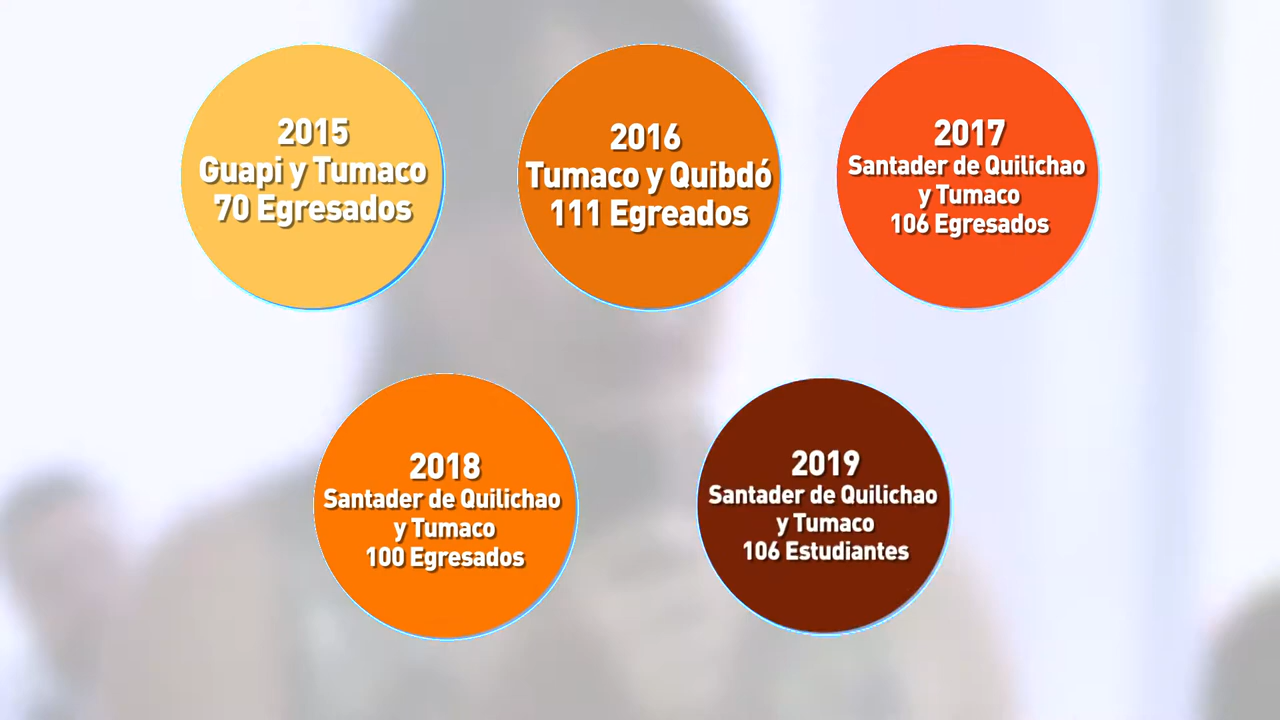 2015
Guapi y Tumaco
70 Egresados
2016
Tumaco y Quibdó
111 Egreados
2017
Santader de Quilichao
y Tumaco
106 Egresados
2018
Santader de Quilichao
y Tumaco
100 Egresados
2019
Santader de Quilichao
y Tumaco
106 Estudiantes